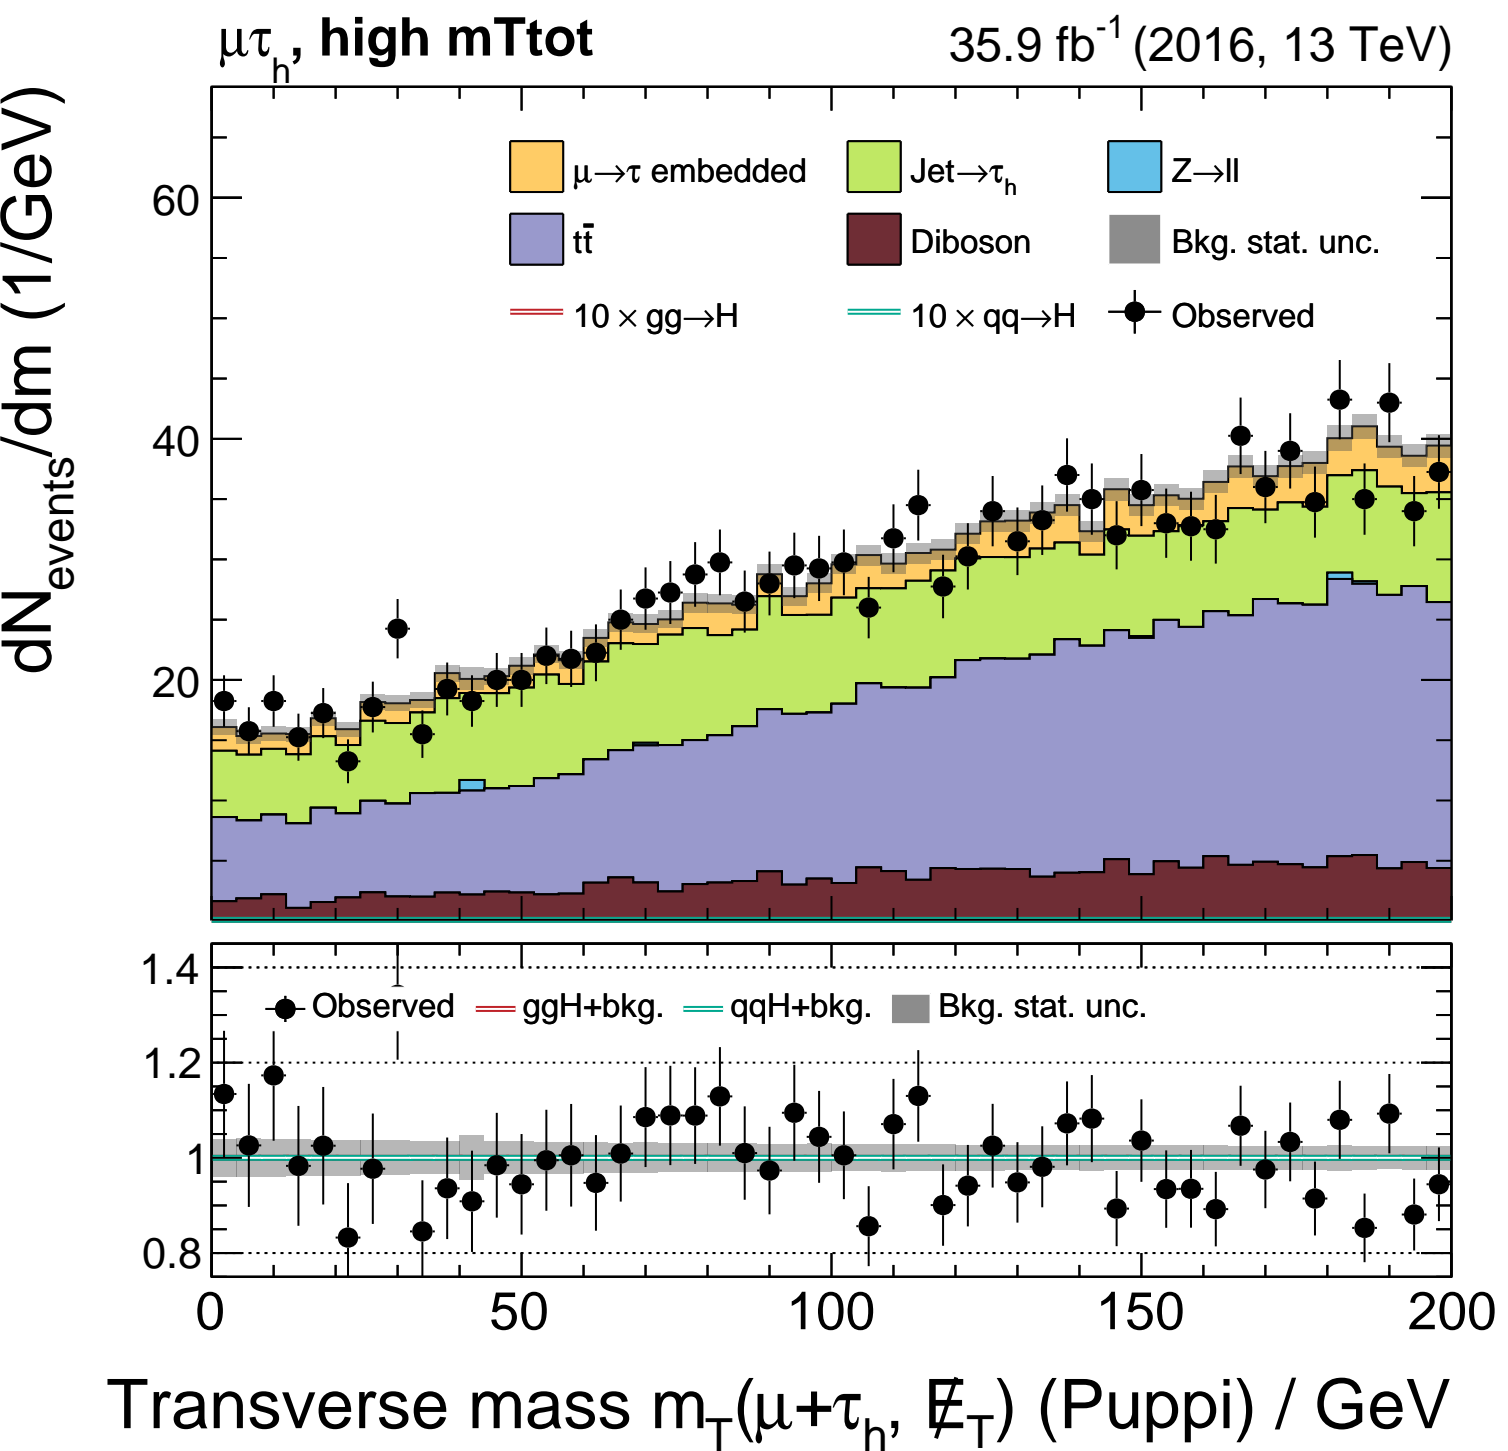 μτh, high mTtot
35.9 fb-1 (2016, 13 TeV)
dNevents/dm (1/GeV)
μ→τ embedded
Jet→τh
Z→ll
tt̄
Diboson
Bkg. stat. unc.
10 × gg→H
10 × qq→H
Observed
60
40
20
1.4
Observed
ggH+bkg.
qqH+bkg.
Bkg. stat. unc.
1.2
1
0.8
0 50 100 150 200
Transverse mass mT(μ+τh, E̸T) (Puppi) / GeV